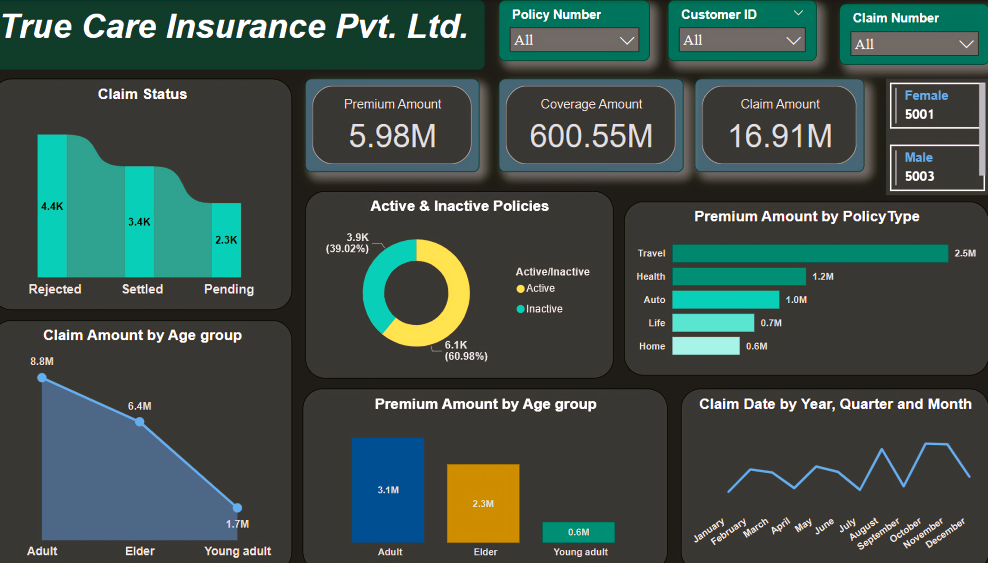 True Care Insurance Pvt. Ltd.
Policy Number
All
Customer ID
All
Claim Number
All
Claim Status
4.4K
3.4K
2.3K
Rejected
Settled
Pending
Premium Amount
5.98M
Coverage Amount
600.55M
Claim Amount
16.91M
Female
5001
Male
5003
Active & Inactive Policies
3.9K
(39.02%)
6.1K
(60.98%)
Active/Inactive
Active
Inactive
Premium Amount by PolicyType
Travel
2.5M
Health
1.2M
Auto
1.0M
Life
0.7M
Home
0.6M
Claim Amount by Age group
8.8M
6.4M
1.7M
Adult
Elder
Young adult
Premium Amount by Age group
3.1M
2.3M
0.6M
Adult
Elder
Young adult
Claim Date by Year, Quarter and Month
January
February
March
April
May
June
July
August
September
October
November
December